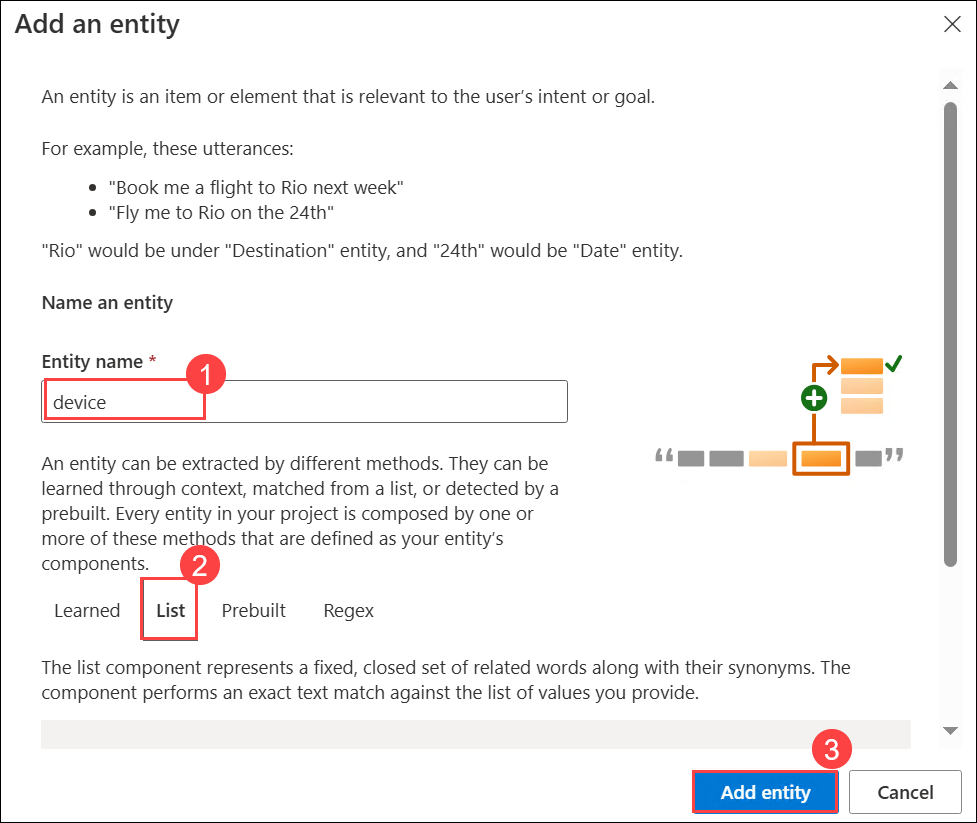 Add an entity
An entity is an item or element that is relevant to the user’s intent or goal.
For example, these utterances:
• "Book me a flight to Rio next week"
• "Fly me to Rio on the 24th"
"Rio" would be under "Destination" entity, and "24th" would be "Date" entity.
Name an entity
Entity name *
1
device
An entity can be extracted by different methods. They can be
learned through context, matched from a list, or detected by a
prebuilt. Every entity in your project is composed by one or
more of these methods that are defined as your entity’s
components.
2
Learned List Prebuilt Regex
The list component represents a fixed, closed set of related words along with their synonyms. The
component performs an exact text match against the list of values you provide.
3
Add entity Cancel